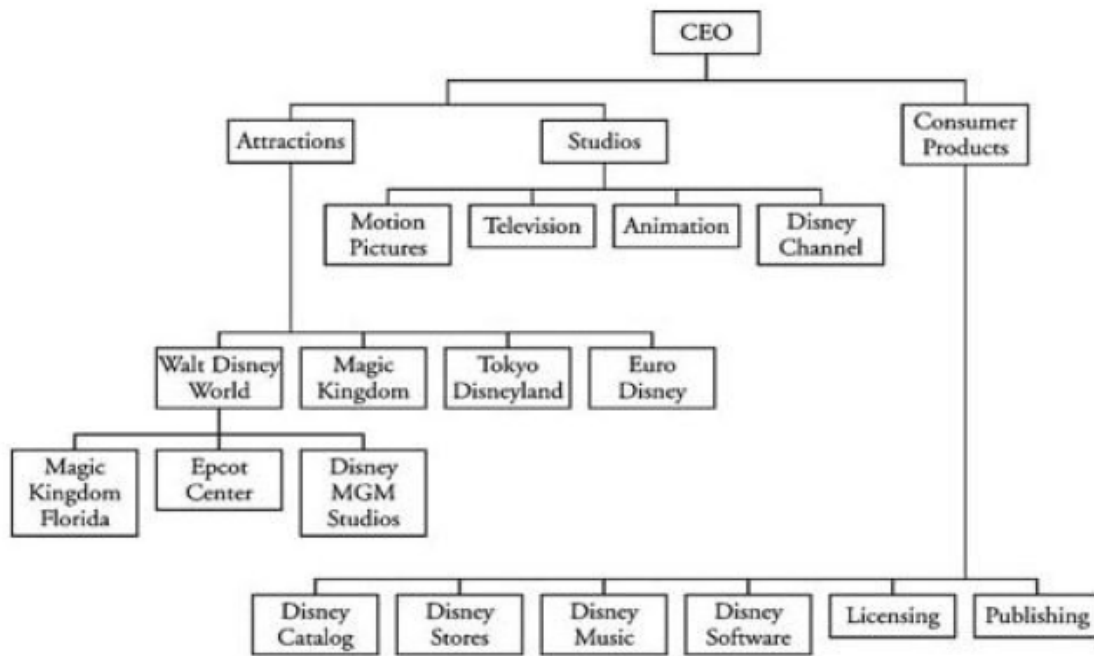 CEO
Attractions
Studios
Consumer
Products
Motion
Pictures
Television
Animation
Disney
Channel
Walt Disney
World
Magic
Kingdom
Tokyo
Disneyland
Euro
Disney
Magic
Kingdom
Florida
Epcot
Center
Disney
MGM
Studios
Disney
Catalog
Disney
Stores
Disney
Music
Disney
Software
Licensing
Publishing